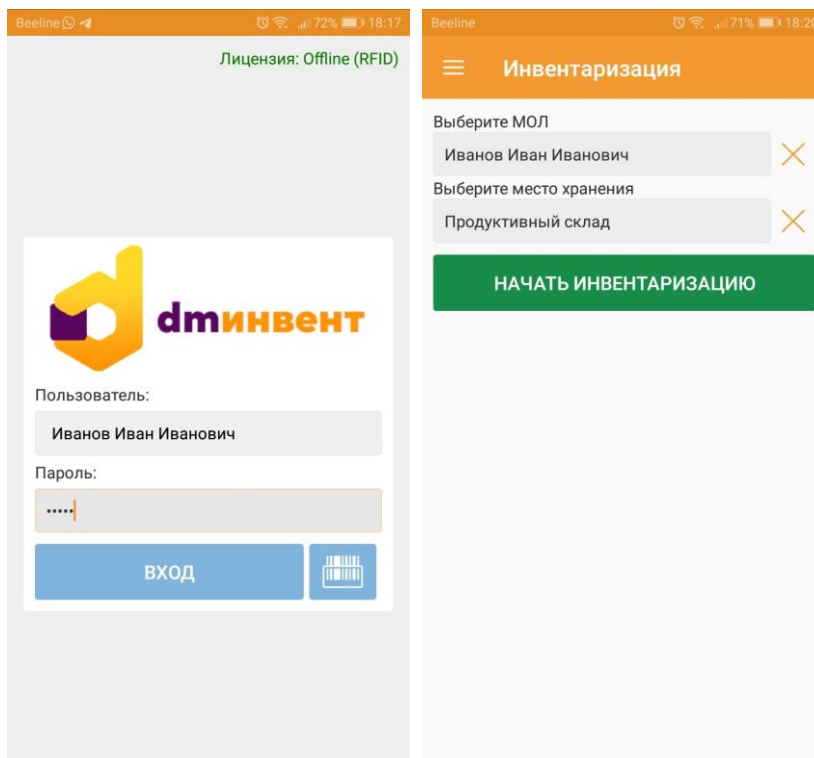 Beeline 72% 18:17
Лицензия: Offline (RFID)
dmинвент
Пользователь:
Иванов Иван Иванович
Пароль:
•••••
ВХОД
Beeline 71% 18:20
Инвентаризация
Выберите МОЛ
Иванов Иван Иванович
Выберите место хранения
Продуктивный склад
НАЧАТЬ ИНВЕНТАРИЗАЦИЮ